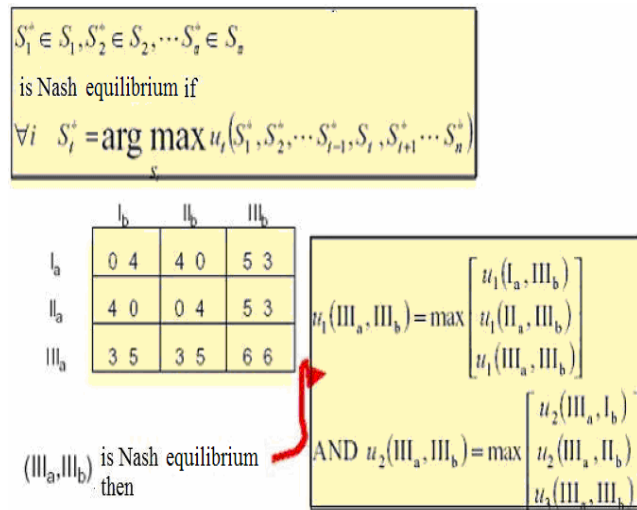 S₁* ∈ S₁, S₂* ∈ S₂, ⋯ Sₙ* ∈ Sₙ
is Nash equilibrium if
∀i Sᵢ* = arg max uᵢ(S₁*, S₂*, ⋯ Sᵢ₋₁*, Sᵢ, Sᵢ₊₁* ⋯ Sₙ*)
Sᵢ
I_b II_b III_b
I_a 0 4 4 0 5 3
II_a 4 0 0 4 5 3
III_a 3 5 3 5 6 6
u₁(I_a, III_b)
u₁(III_a, III_b) = max u₁(II_a, III_b)
u₁(III_a, III_b)
u₂(III_a, I_b)
AND u₂(III_a, III_b) = max u₂(III_a, II_b)
u₃(III_a, III_b)
(III_a, III_b) is Nash equilibrium
then